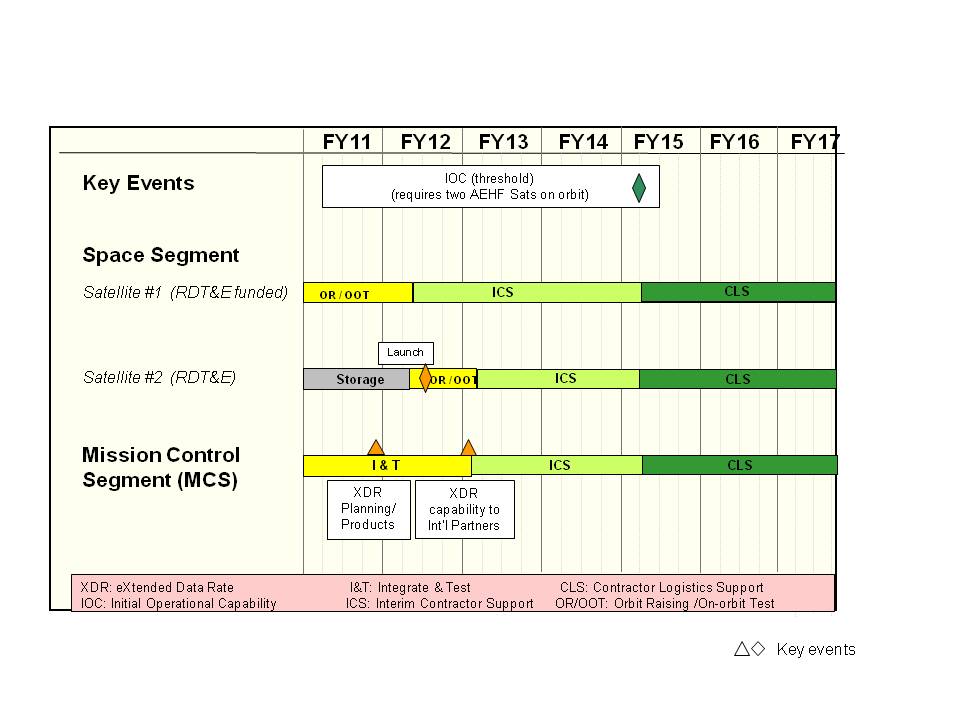 FY11 FY12 FY13 FY14 FY15 FY16 FY17
Key Events
IOC (threshold)
(requires two AEHF Sats on orbit)
Space Segment
Satellite #1 (RDT&E funded)
OR / OOT ICS CLS
Launch
Satellite #2 (RDT&E)
Storage OR / OOT ICS CLS
Mission Control
Segment (MCS)
I & T ICS CLS
XDR
Planning/
Products
XDR
capability to
Int'l Partners
XDR: eXtended Data Rate I&T: Integrate & Test CLS: Contractor Logistics Support
IOC: Initial Operational Capability ICS: Interim Contractor Support OR/OOT: Orbit Raising /On-orbit Test
Key events